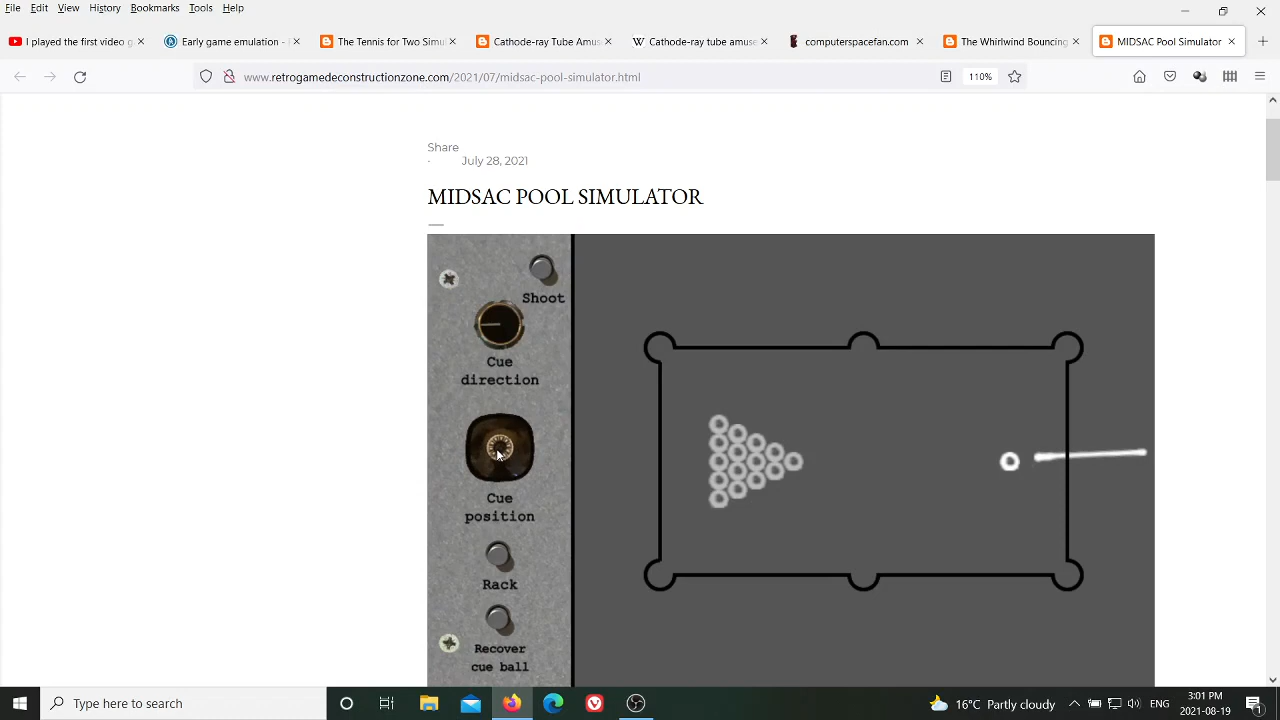 File Edit View History Bookmarks Tools Help
I played the first video g
Early game emulation -
The Tennis for Two Simul
Cathode-ray Tube Amus
Cathode-ray tube amuse
computerspacefan.com
The Whirlwind Bouncing
MIDSAC Pool Simulator
www.retrogamedeconstructionzone.com/2021/07/midsac-pool-simulator.html
110%
Share
· July 28, 2021
MIDSAC POOL SIMULATOR
Shoot
Cue
direction
Cue
position
Rack
Recover
cue ball
Type here to search
16°C Partly cloudy
ENG
3:01 PM
2021-08-19
1